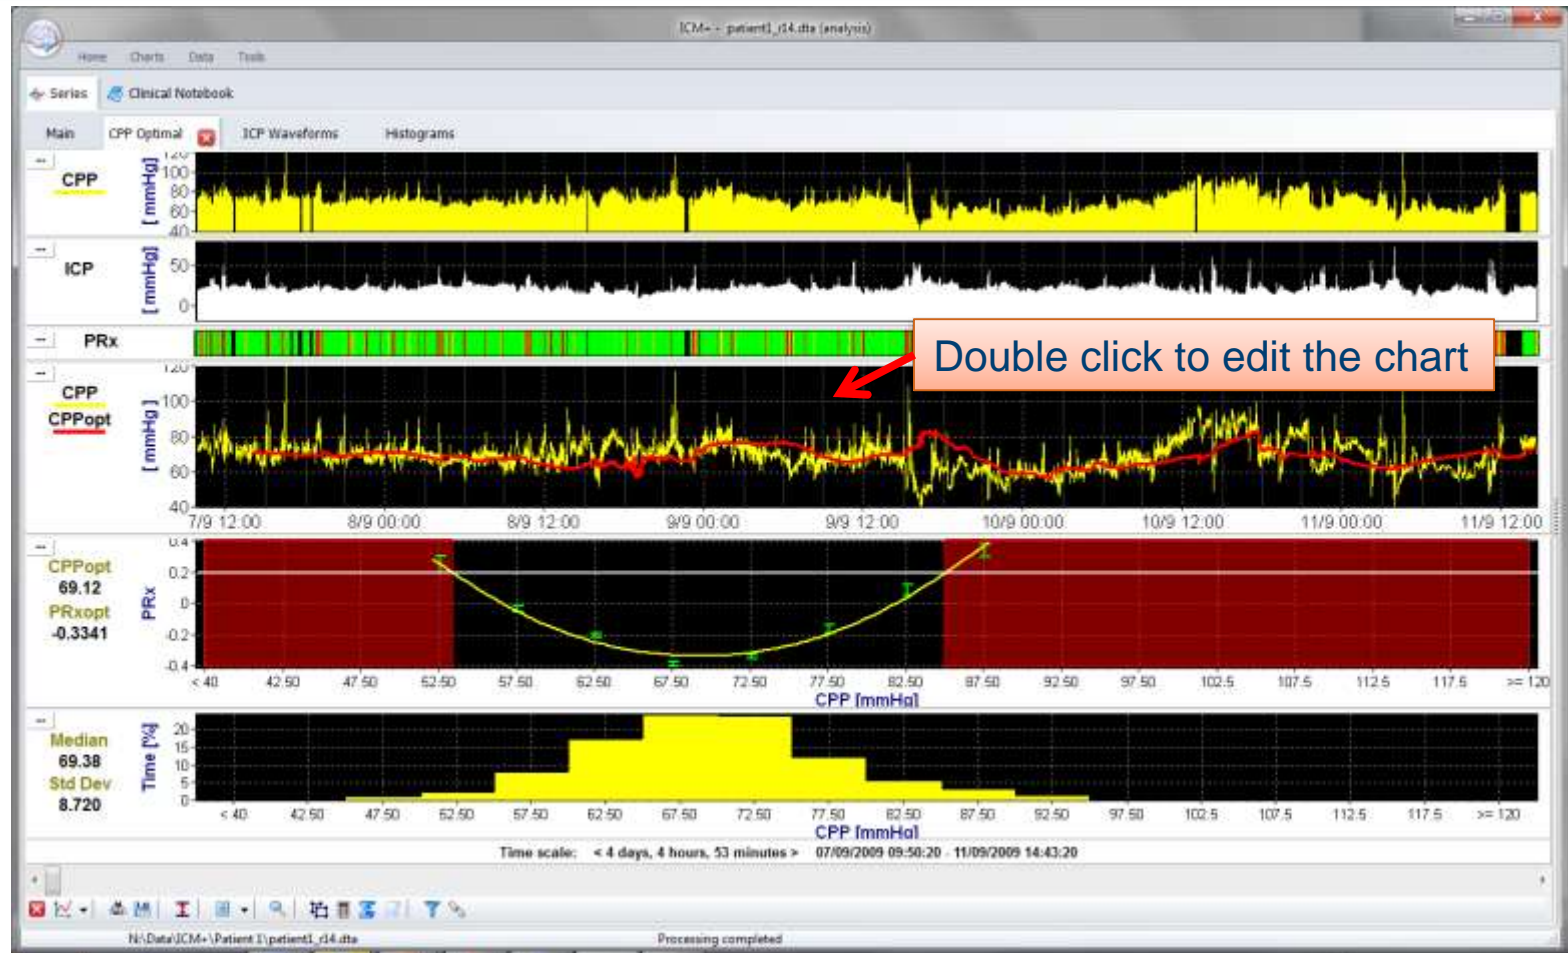 ICM+ - patient1_r14.dta (analysis)
Home Charts Data Tools
Series Clinical Notebook
Main CPP Optimal ICP Waveforms Histograms
CPP
[ mmHg]
120
100
80
60
40
ICP
[ mmHg]
50
0
PRx
Double click to edit the chart
CPP
CPPopt
[ mmHg ]
120
100
80
60
40
7/9 12:00 8/9 00:00 8/9 12:00 9/9 00:00 9/9 12:00 10/9 00:00 10/9 12:00 11/9 00:00 11/9 12:00
CPPopt
69.12
PRxopt
-0.3341
PRx
0.4
0.2
0
-0.2
-0.4
< 40 42.50 47.50 52.50 57.50 62.50 67.50 72.50 77.50 82.50 87.50 92.50 97.50 102.5 107.5 112.5 117.5 >= 120
CPP [mmHg]
Median
69.38
Std Dev
8.720
Time [%]
20
15
10
5
0
< 40 42.50 47.50 52.50 57.50 62.50 67.50 72.50 77.50 82.50 87.50 92.50 97.50 102.5 107.5 112.5 117.5 >= 120
CPP [mmHg]
Time scale: < 4 days, 4 hours, 53 minutes > 07/09/2009 09:50:20 - 11/09/2009 14:43:20
N:\Data\ICM+\Patient 1\patient1_r14.dta Processing completed